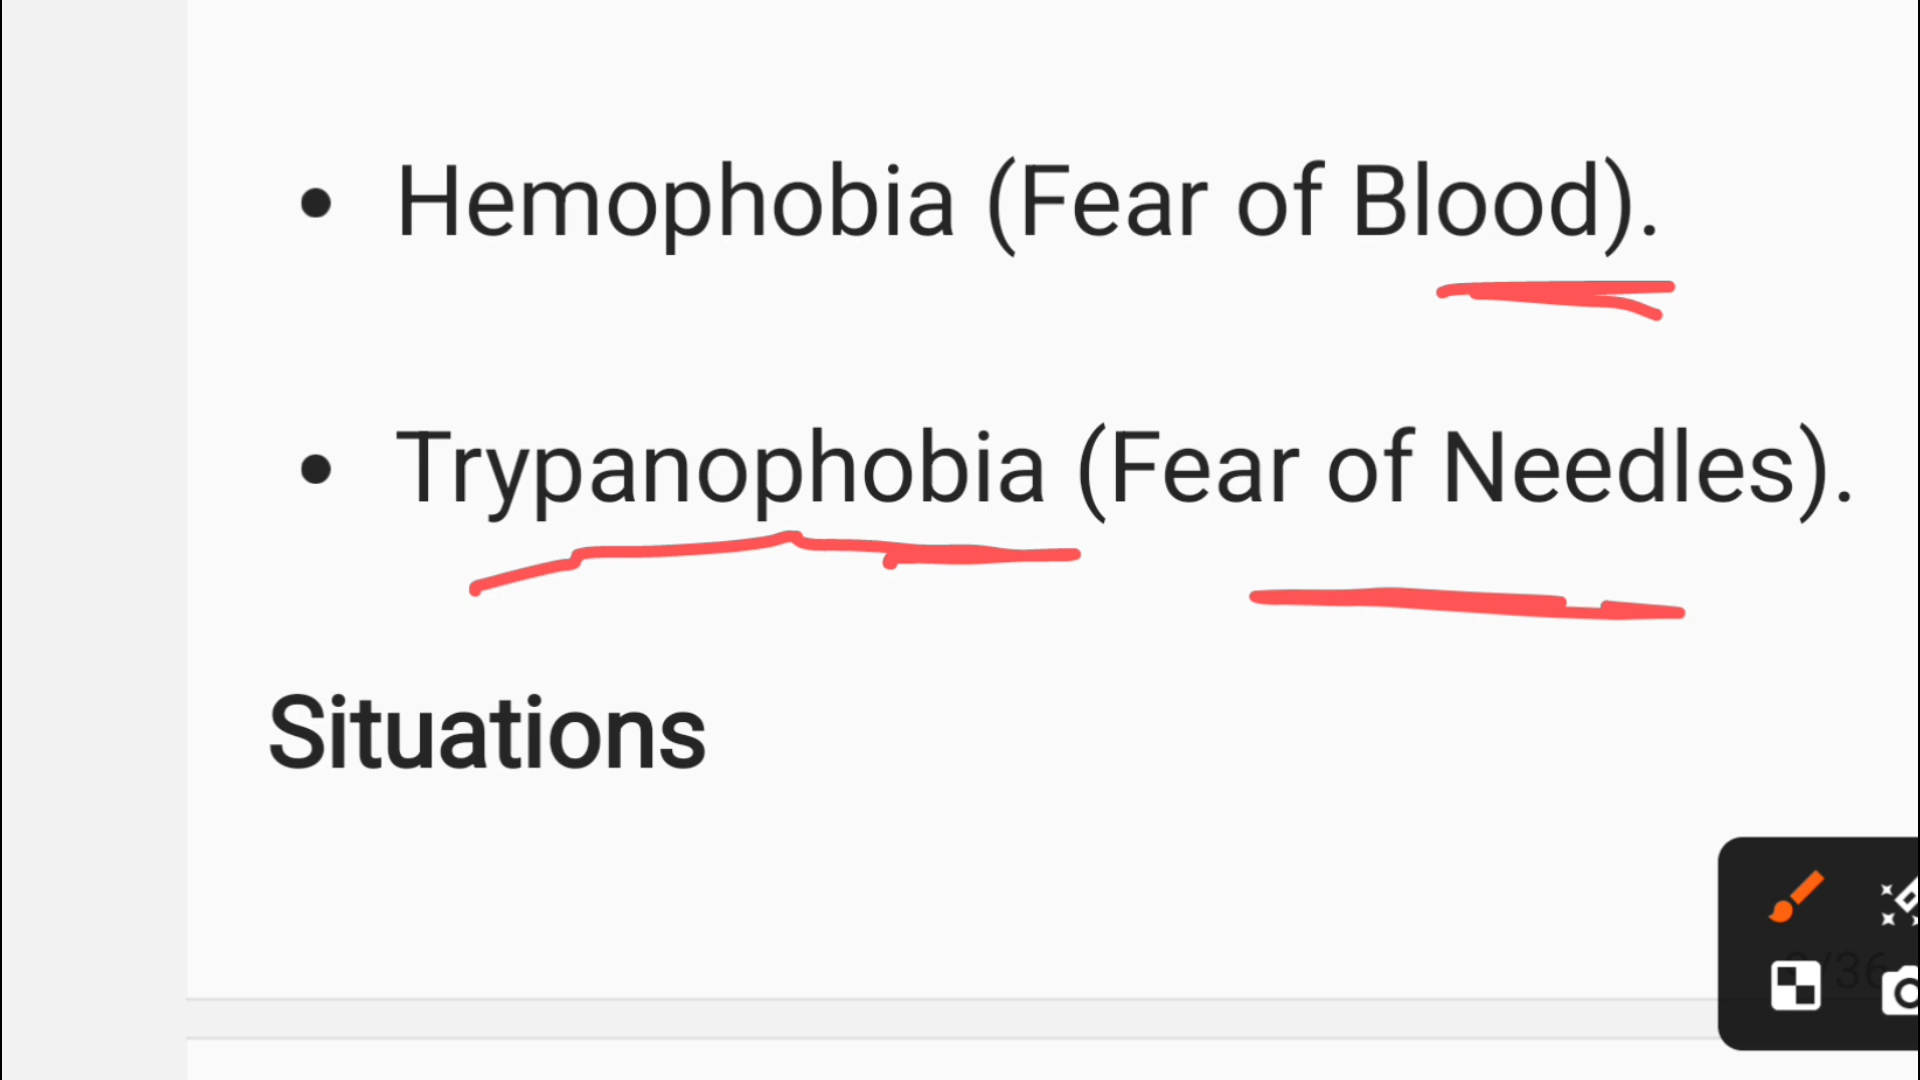 • Hemophobia (Fear of Blood).
• Trypanophobia (Fear of Needles).
Situations